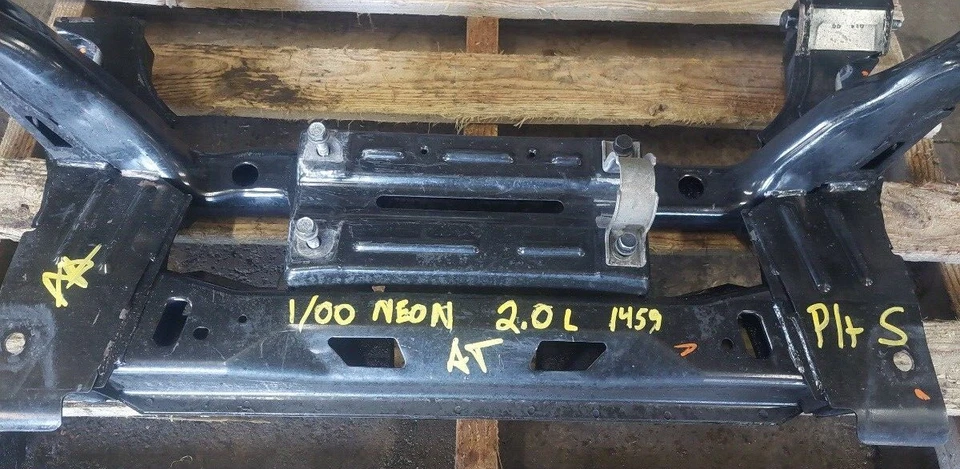 1/00 NEON 2.0L 1459
AT
P/t S